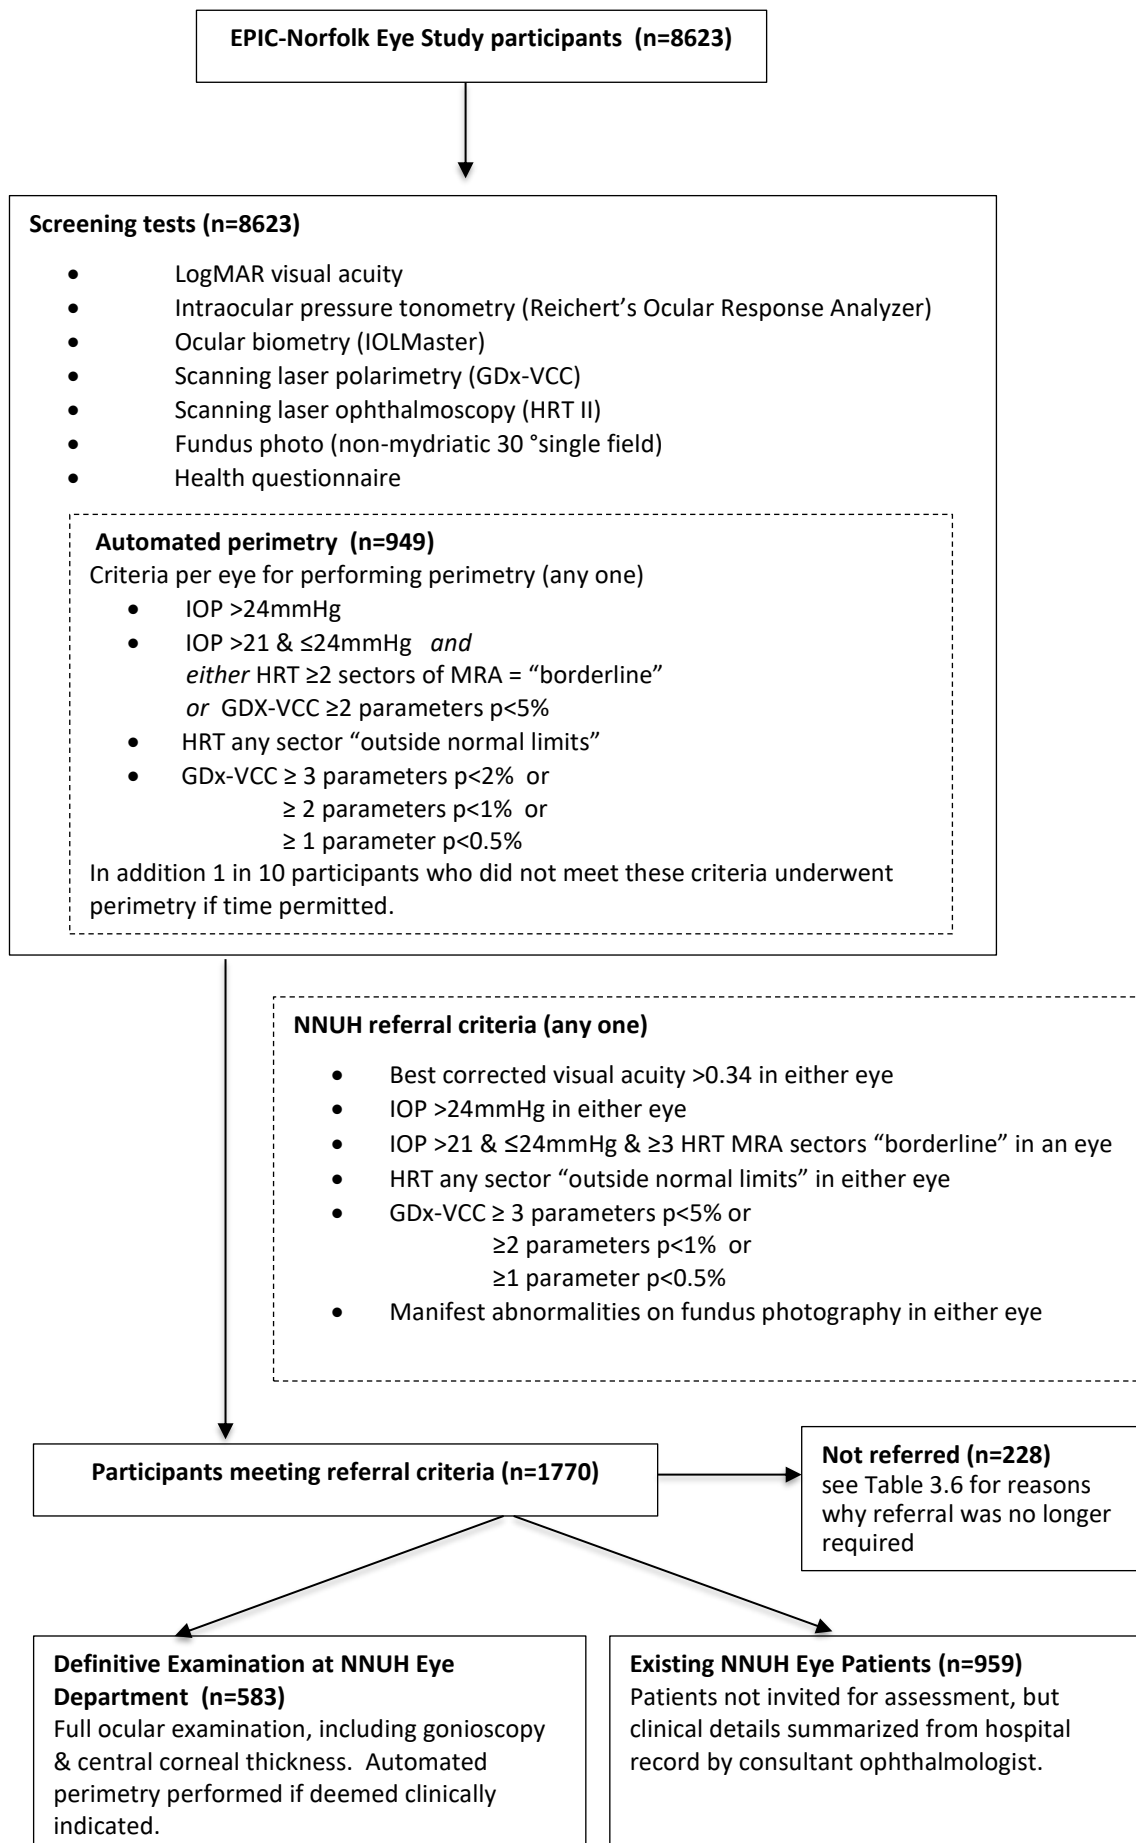 EPIC-Norfolk Eye Study participants (n=8623)
Screening tests (n=8623)
• LogMAR visual acuity
• Intraocular pressure tonometry (Reichert's Ocular Response Analyzer)
• Ocular biometry (IOLMaster)
• Scanning laser polarimetry (GDx-VCC)
• Scanning laser ophthalmoscopy (HRT II)
• Fundus photo (non-mydriatic 30 °single field)
• Health questionnaire
Automated perimetry (n=949)
Criteria per eye for performing perimetry (any one)
• IOP >24mmHg
• IOP >21 & ≤24mmHg and
either HRT ≥2 sectors of MRA = “borderline”
or GDX-VCC ≥2 parameters p<5%
• HRT any sector “outside normal limits”
• GDx-VCC ≥ 3 parameters p<2% or
≥ 2 parameters p<1% or
≥ 1 parameter p<0.5%
In addition 1 in 10 participants who did not meet these criteria underwent
perimetry if time permitted.
NNUH referral criteria (any one)
• Best corrected visual acuity >0.34 in either eye
• IOP >24mmHg in either eye
• IOP >21 & ≤24mmHg & ≥3 HRT MRA sectors “borderline” in an eye
• HRT any sector “outside normal limits” in either eye
• GDx-VCC ≥ 3 parameters p<5% or
≥2 parameters p<1% or
≥1 parameter p<0.5%
• Manifest abnormalities on fundus photography in either eye
Participants meeting referral criteria (n=1770)
Not referred (n=228)
see Table 3.6 for reasons
why referral was no longer
required
Definitive Examination at NNUH Eye
Department (n=583)
Full ocular examination, including gonioscopy
& central corneal thickness. Automated
perimetry performed if deemed clinically
indicated.
Existing NNUH Eye Patients (n=959)
Patients not invited for assessment, but
clinical details summarized from hospital
record by consultant ophthalmologist.